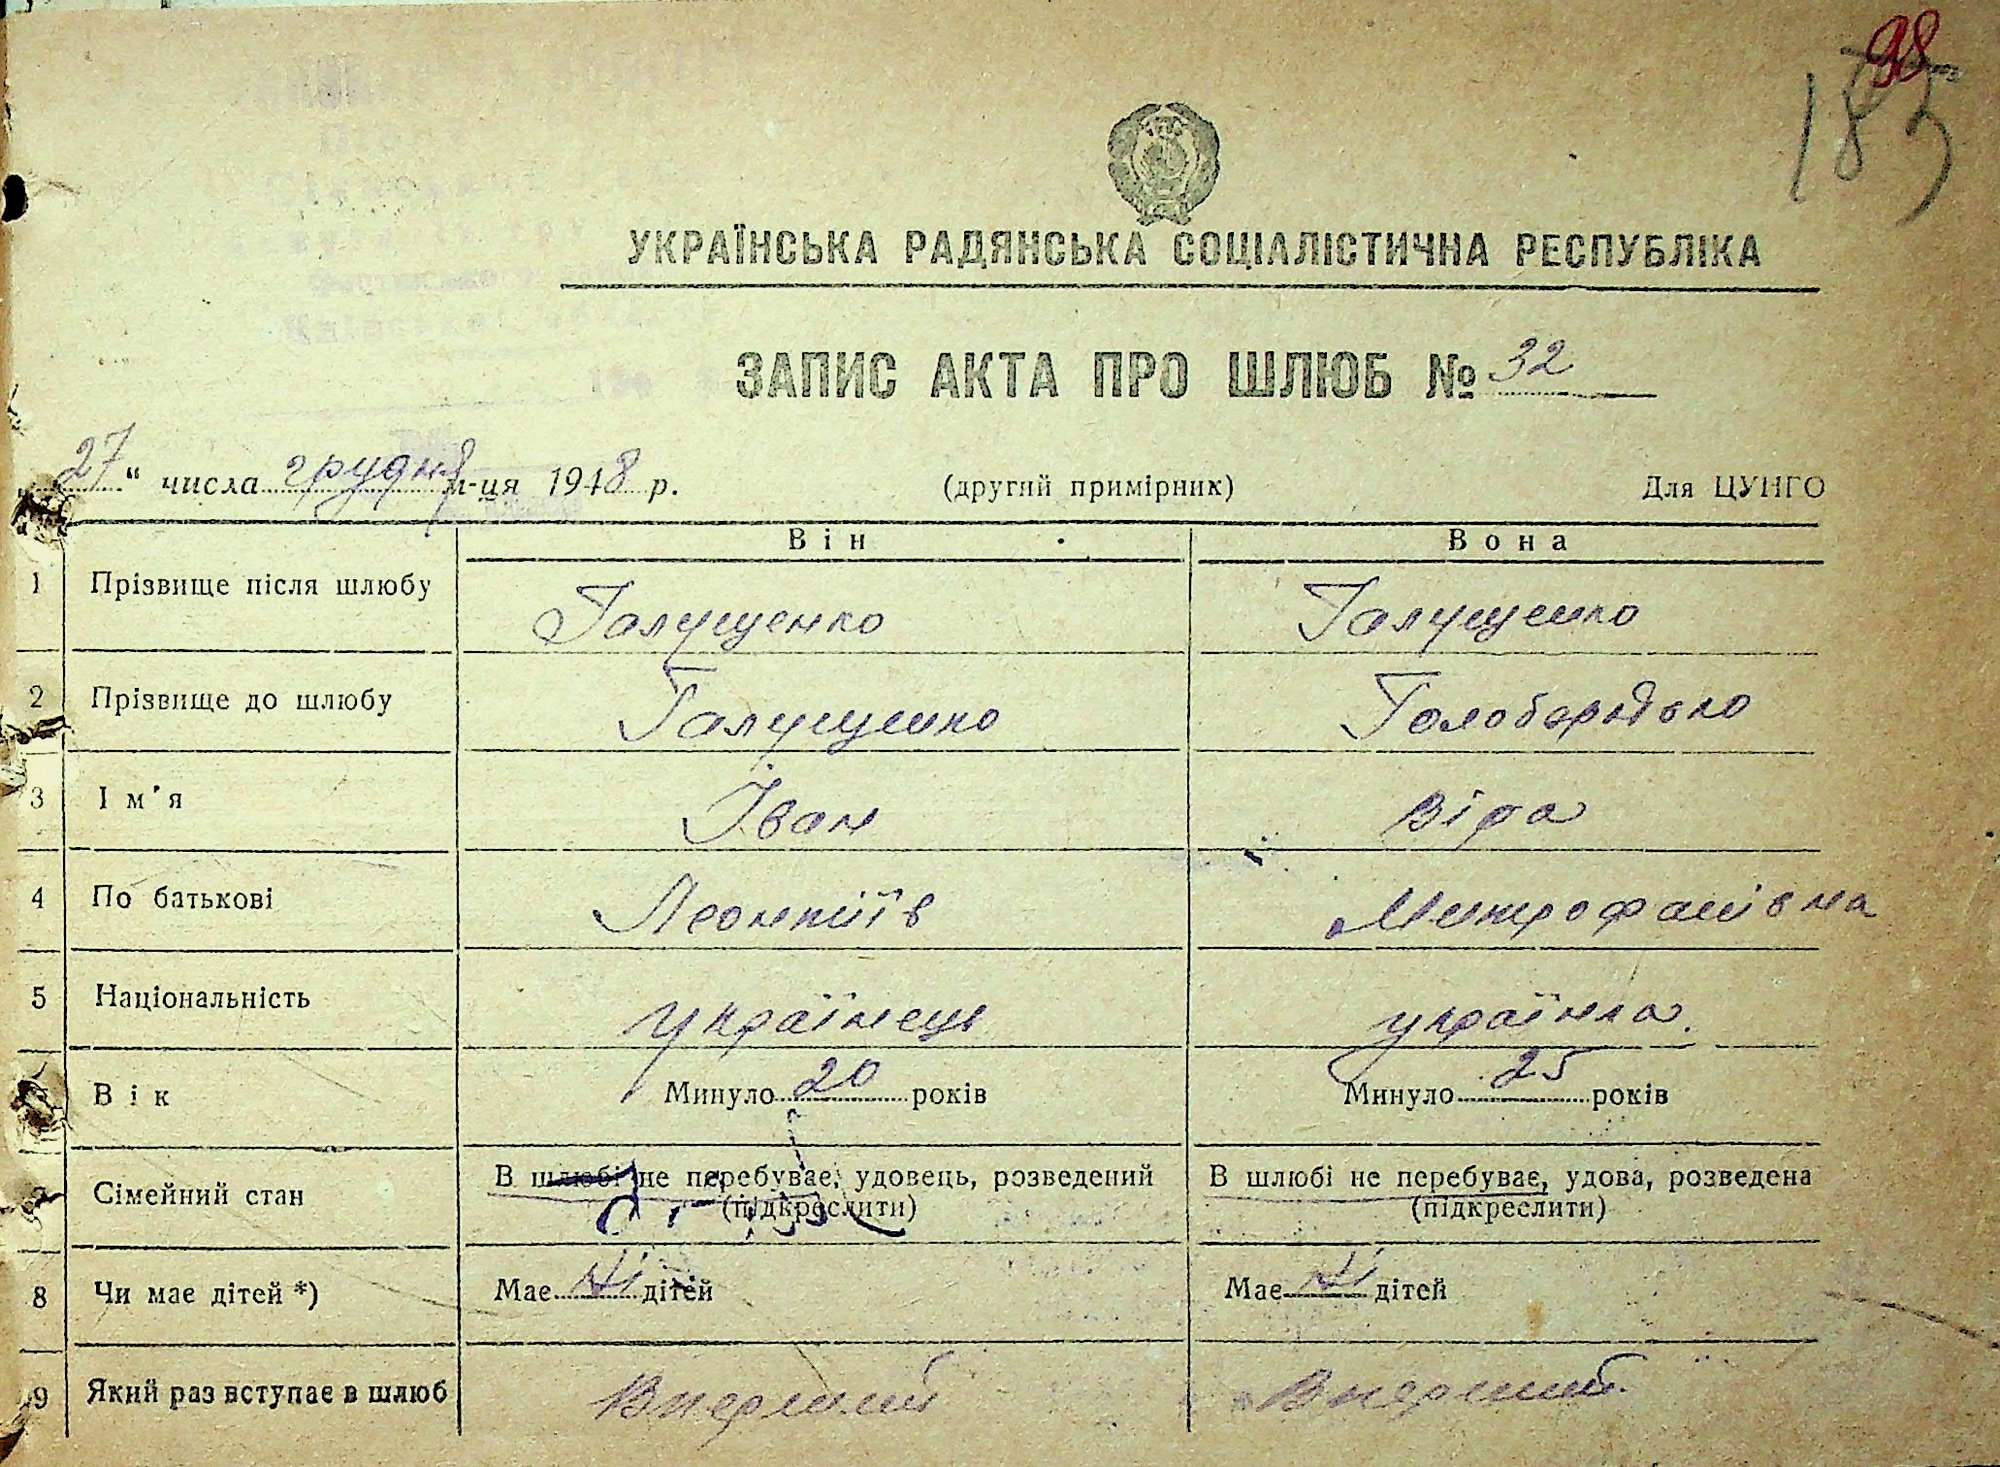 98
185
УКРАЇНСЬКА РАДЯНСЬКА СОЦІАЛІСТИЧНА РЕСПУБЛІКА
ЗАПИС АКТА ПРО ШЛЮБ № 32
„27“ числа грудня м-ця 1948 р. (другий примірник) Для ЦУНГО
Він Вона
1 Прізвище після шлюбу Галущенко Галущенко
2 Прізвище до шлюбу Галущенко Голобородько
3 Ім'я Іван Віра
4 По батькові Леонтіїв Митрофанівна
5 Національність українець українка
Вік Минуло 20 років Минуло 25 років
7 Сімейний стан В шлюбі не перебуває, удовець, розведений В шлюбі не перебуває, удова, розведена
(підкреслити) (підкреслити)
8 Чи має дітей *) Має ні дітей Має ні дітей
9 Який раз вступає в шлюб Вперший Вперший